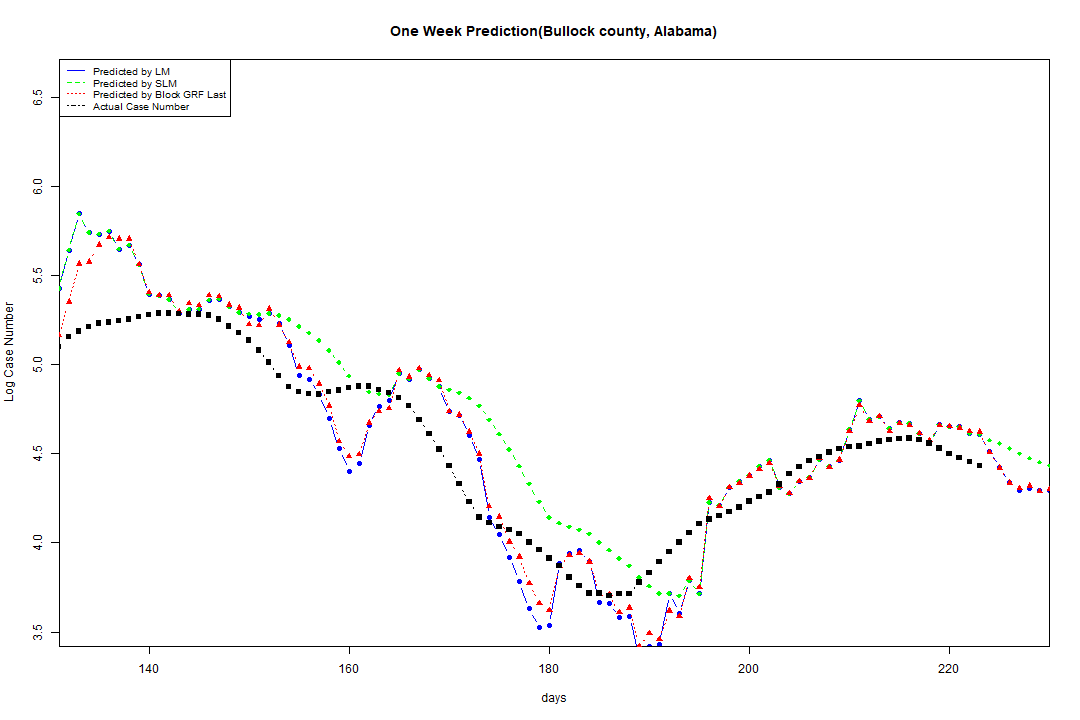 One Week Prediction(Bullock county, Alabama)
Predicted by LM
Predicted by SLM
Predicted by Block GRF Last
Actual Case Number
6.5
6.0
5.5
5.0
4.5
4.0
3.5
Log Case Number
140 160 180 200 220
days